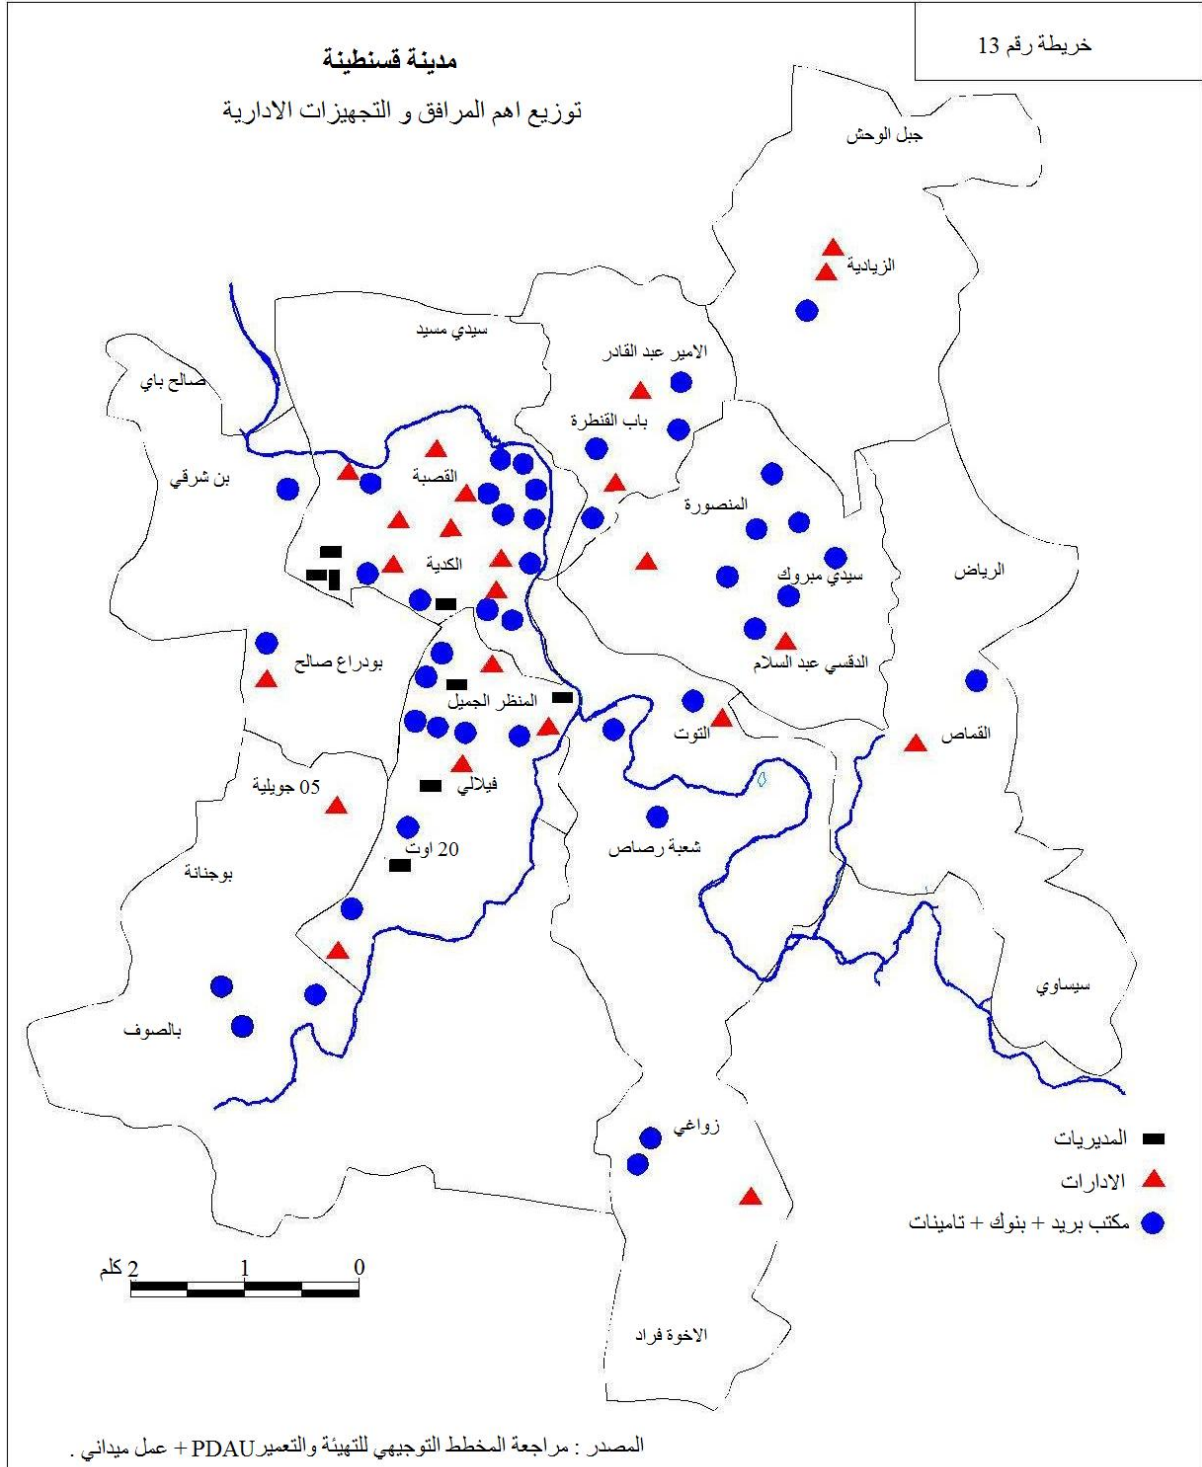 خريطة رقم 13
مدينة قسنطينة
توزيع اهم المرافق و التجهيزات الادارية
جبل الوحش
الزيادية
سيدي مسيد
الامير عبد القادر
صالح باي
باب القنطرة
القصبة
بن شرقي
المنصورة
الكدية
سيدي مبروك
الرياض
بودراع صالح
الدقسي عبد السلام
المنظر الجميل
التوت
القماص
05 جويلية
فيلالي
20 اوت
شعبة رصاص
بوجنانة
سيساوي
بالصوف
زواغي
المديريات
الادارات
مكتب بريد + بنوك + تامينات
2 كلم 1 0
الاخوة فراد
المصدر : مراجعة المخطط التوجيهي للتهيئة والتعميرPDAU + عمل ميداني .